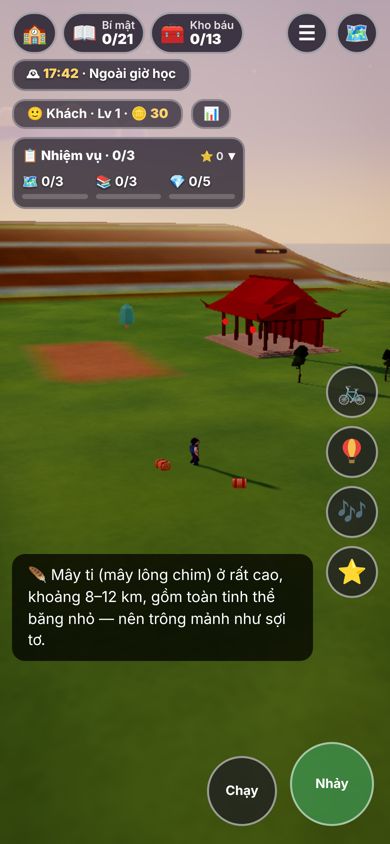 Bí mật
0/21
Kho báu
0/13
17:42 · Ngoài giờ học
Khách · Lv 1 · 30
Nhiệm vụ · 0/3
0 ▼
0/3
0/3
0/5
Mây ti (mây lông chim) ở rất cao,
khoảng 8–12 km, gồm toàn tinh thể
băng nhỏ — nên trông mảnh như sợi
tơ.
Chạy
Nhảy